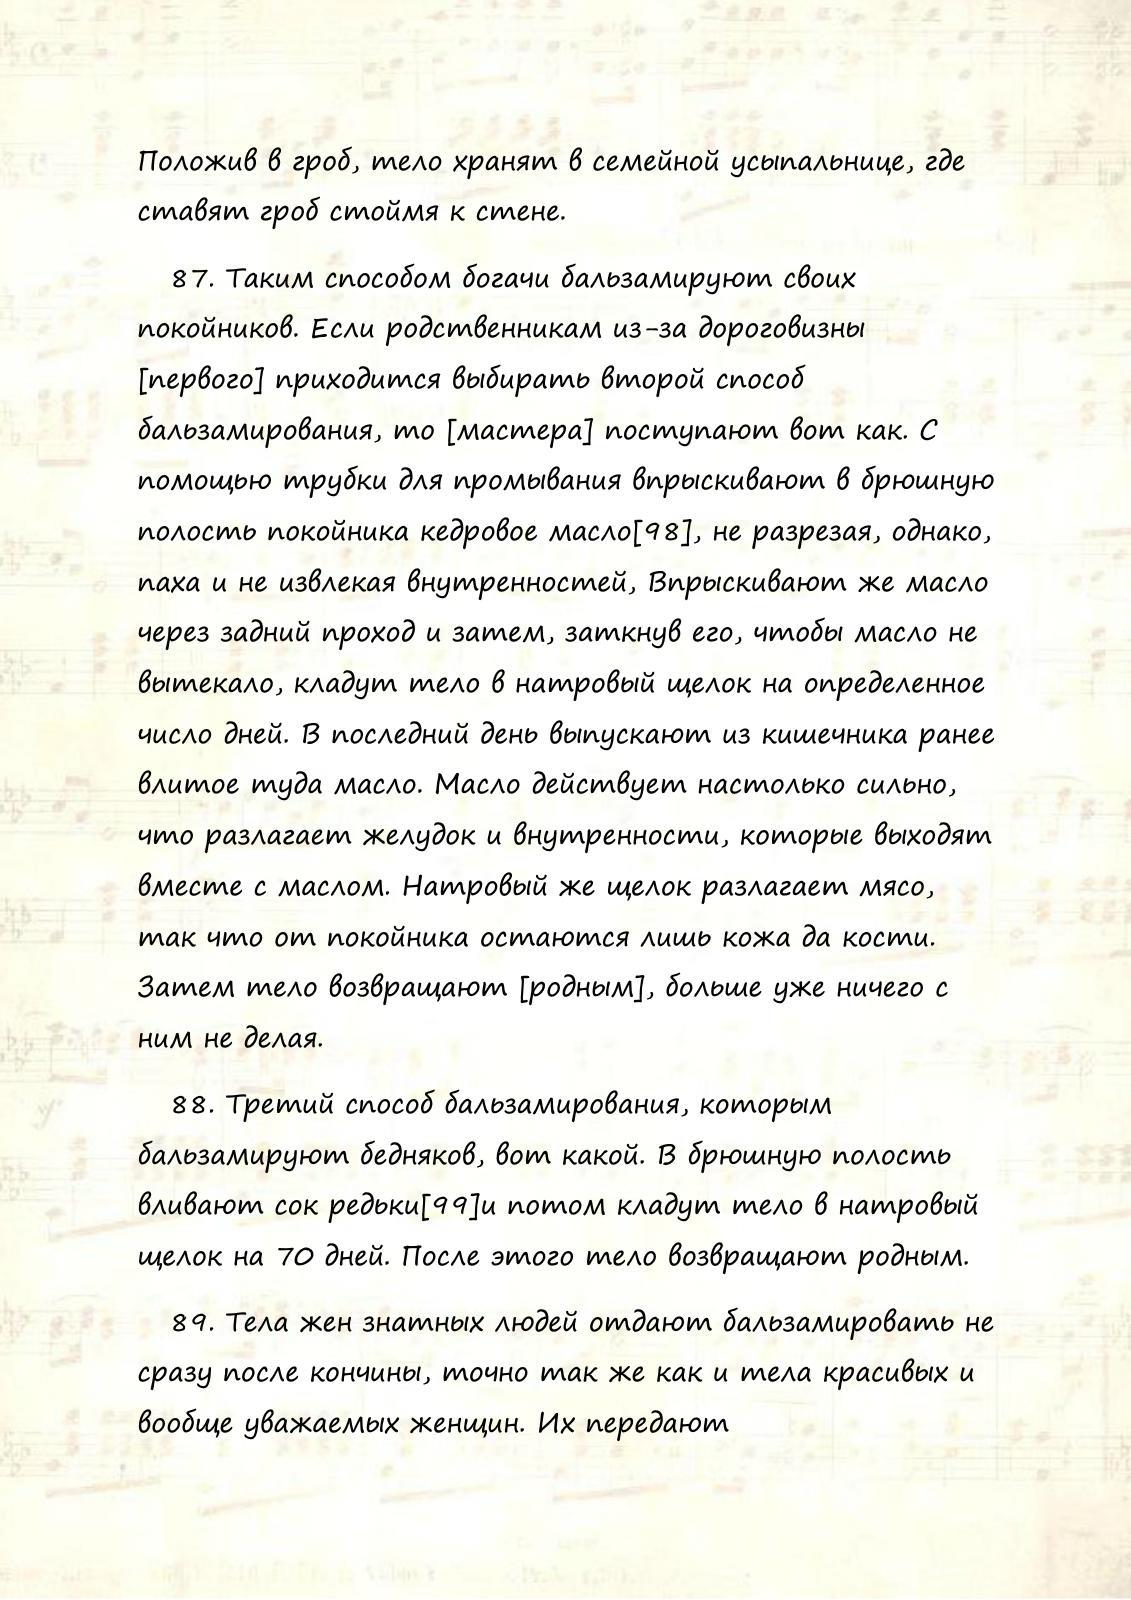 Положив в гроб, тело хранят в семейной усыпальнице, где
ставят гроб стоймя к стене.
87. Таким способом богачи бальзамируют своих
покойников. Если родственникам из-за дороговизны
[первого] приходится выбирать второй способ
бальзамирования, то [мастера] поступают вот как. С
помощью трубки для промывания впрыскивают в брюшную
полость покойника кедровое масло[98], не разрезая, однако,
паха и не извлекая внутренностей, Впрыскивают же масло
через задний проход и затем, заткнув его, чтобы масло не
вытекало, кладут тело в натровый щелок на определенное
число дней. В последний день выпускают из кишечника ранее
влитое туда масло. Масло действует настолько сильно,
что разлагает желудок и внутренности, которые выходят
вместе с маслом. Натровый же щелок разлагает мясо,
так что от покойника остаются лишь кожа да кости.
Затем тело возвращают [родным], больше уже ничего с
ним не делая.
88. Третий способ бальзамирования, которым
бальзамируют бедняков, вот какой. В брюшную полость
вливают сок редьки[99]и потом кладут тело в натровый
щелок на 70 дней. После этого тело возвращают родным.
89. Тела жен знатных людей отдают бальзамировать не
сразу после кончины, точно так же как и тела красивых и
вообще уважаемых женщин. Их передают